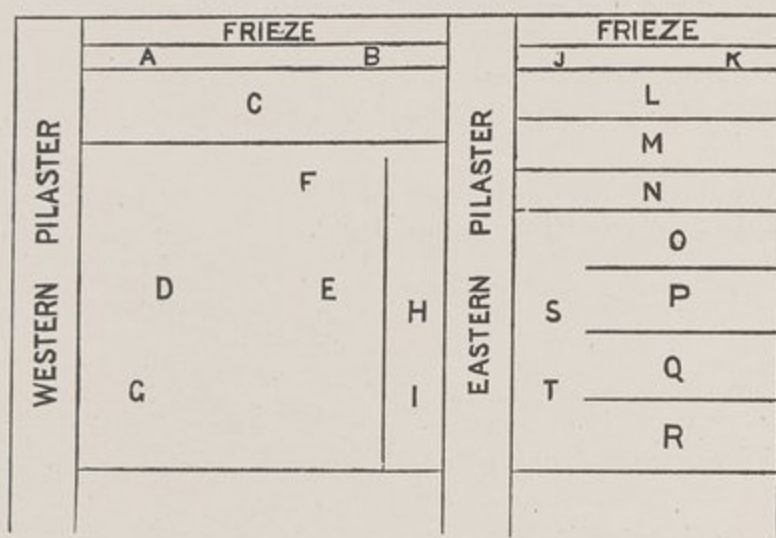 FRIEZE
A B
C
F
D E
G
H
I
WESTERN PILASTER
EASTERN PILASTER
FRIEZE
J K
L
M
N
O
P
Q
R
S
T